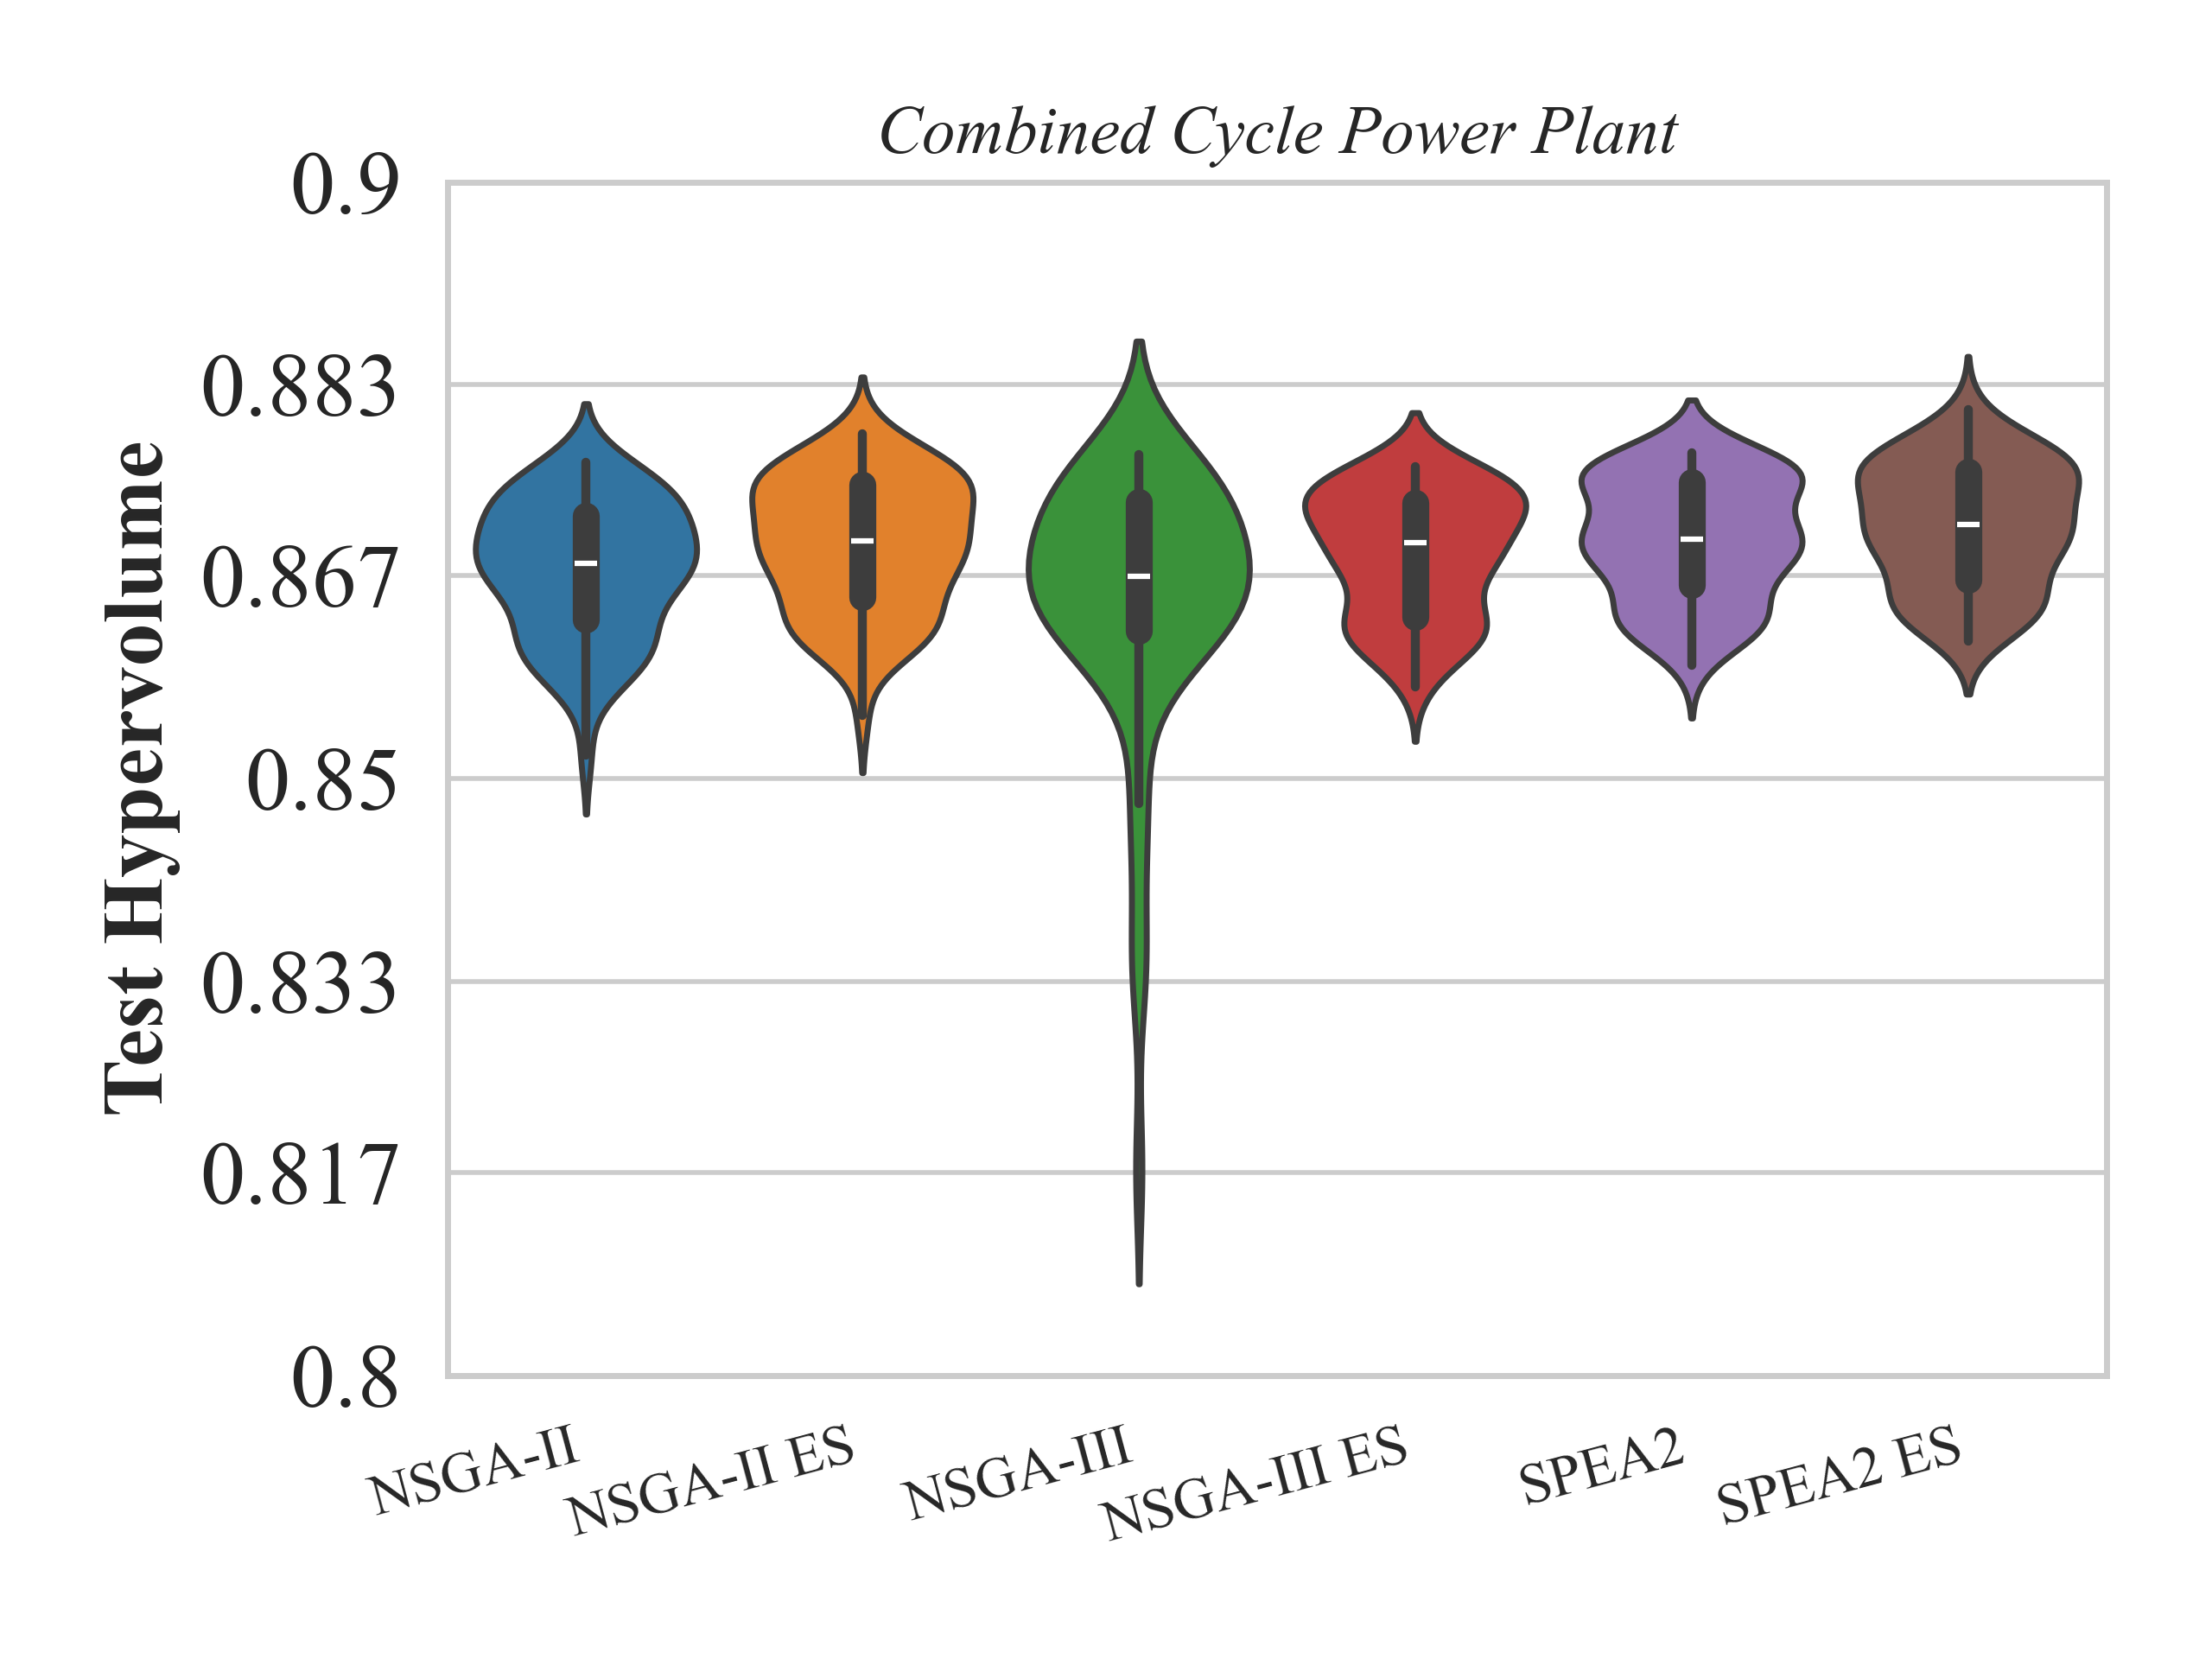 Combined Cycle Power Plant
Test Hypervolume
0.9
0.883
0.867
0.85
0.833
0.817
0.8
NSGA-II
NSGA-II ES
NSGA-III
NSGA-III ES
SPEA2
SPEA2 ES